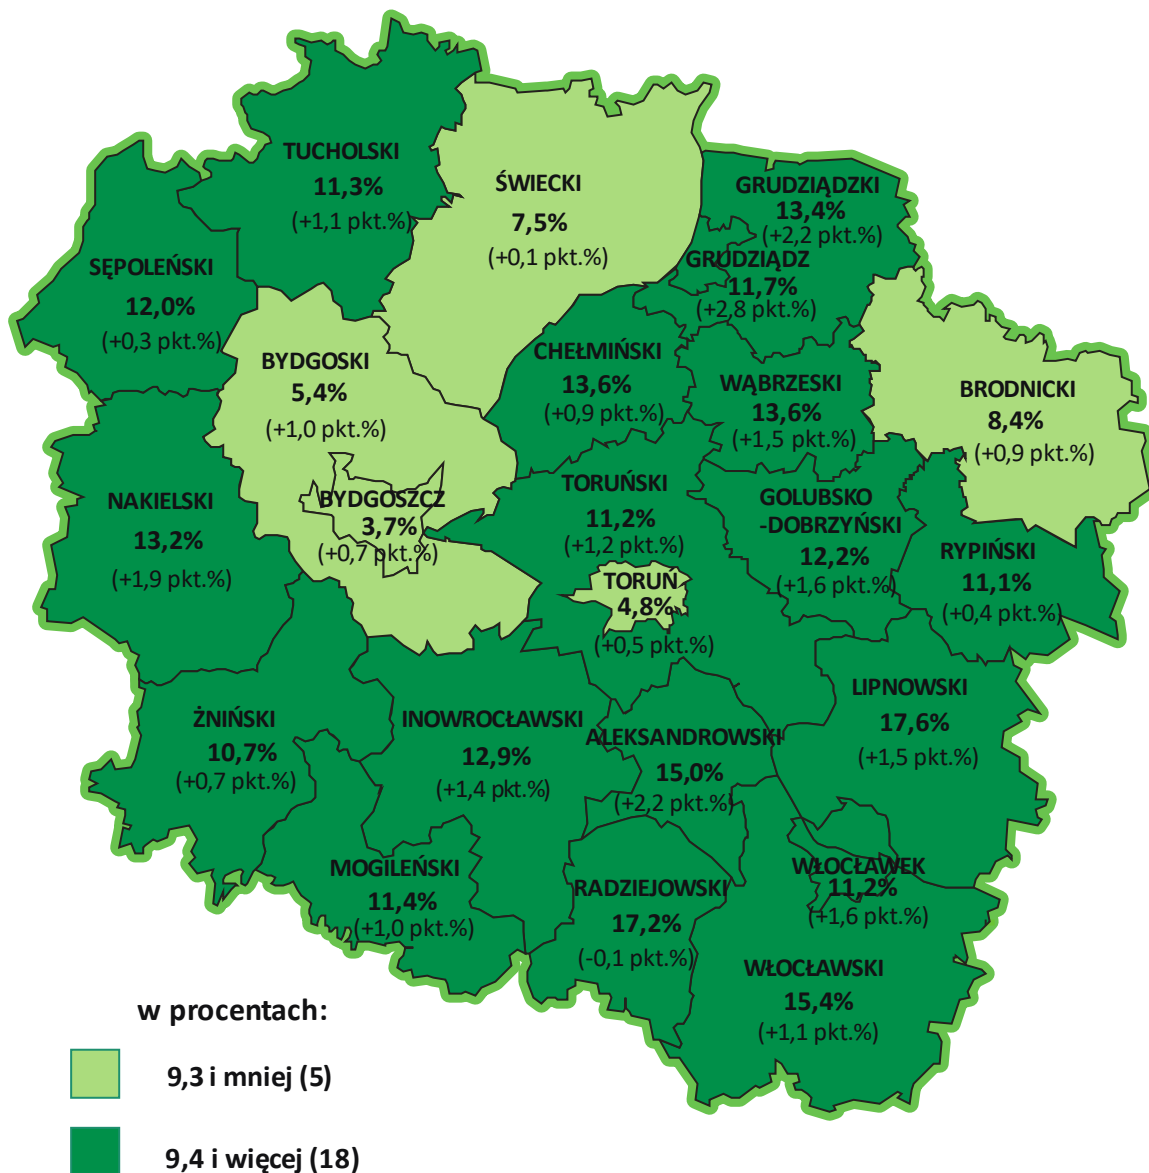 TUCHOLSKI
11,3%
(+1,1 pkt.%)
ŚWIECKI
7,5%
(+0,1 pkt.%)
GRUDZIĄDZKI
13,4%
(+2,2 pkt.%)
GRUDZIĄDZ
11,7%
(+2,8 pkt.%)
SĘPOLEŃSKI
12,0%
(+0,3 pkt.%)
BYDGOSKI
5,4%
(+1,0 pkt.%)
CHEŁMIŃSKI
13,6%
(+0,9 pkt.%)
WĄBRZESKI
13,6%
(+1,5 pkt.%)
BRODNICKI
8,4%
(+0,9 pkt.%)
NAKIELSKI
13,2%
(+1,9 pkt.%)
BYDGOSZCZ
3,7%
(+0,7 pkt.%)
TORUŃSKI
11,2%
(+1,2 pkt.%)
GOLUBSKO
-DOBRZYŃSKI
12,2%
(+1,6 pkt.%)
RYPIŃSKI
11,1%
(+0,4 pkt.%)
TORUŃ
4,8%
(+0,5 pkt.%)
LIPNOWSKI
17,6%
(+1,5 pkt.%)
ŻNIŃSKI
10,7%
(+0,7 pkt.%)
INOWROCŁAWSKI
12,9%
(+1,4 pkt.%)
ALEKSANDROWSKI
15,0%
(+2,2 pkt.%)
MOGILEŃSKI
11,4%
(+1,0 pkt.%)
RADZIEJOWSKI
17,2%
(-0,1 pkt.%)
WŁOCŁAWEK
11,2%
(+1,6 pkt.%)
WŁOCŁAWSKI
15,4%
(+1,1 pkt.%)
w procentach:
9,3 i mniej (5)
9,4 i więcej (18)